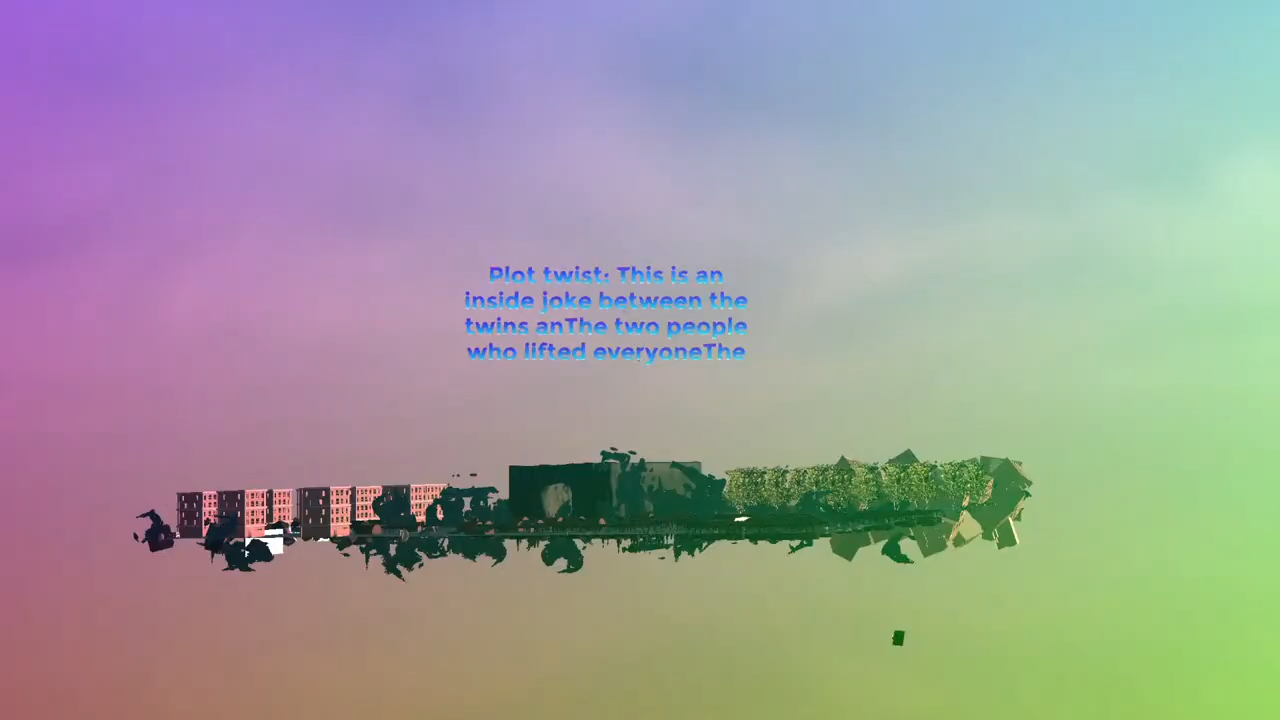 Plot twist: This is an
inside joke between the
twins anThe two people
who lifted everyoneThe